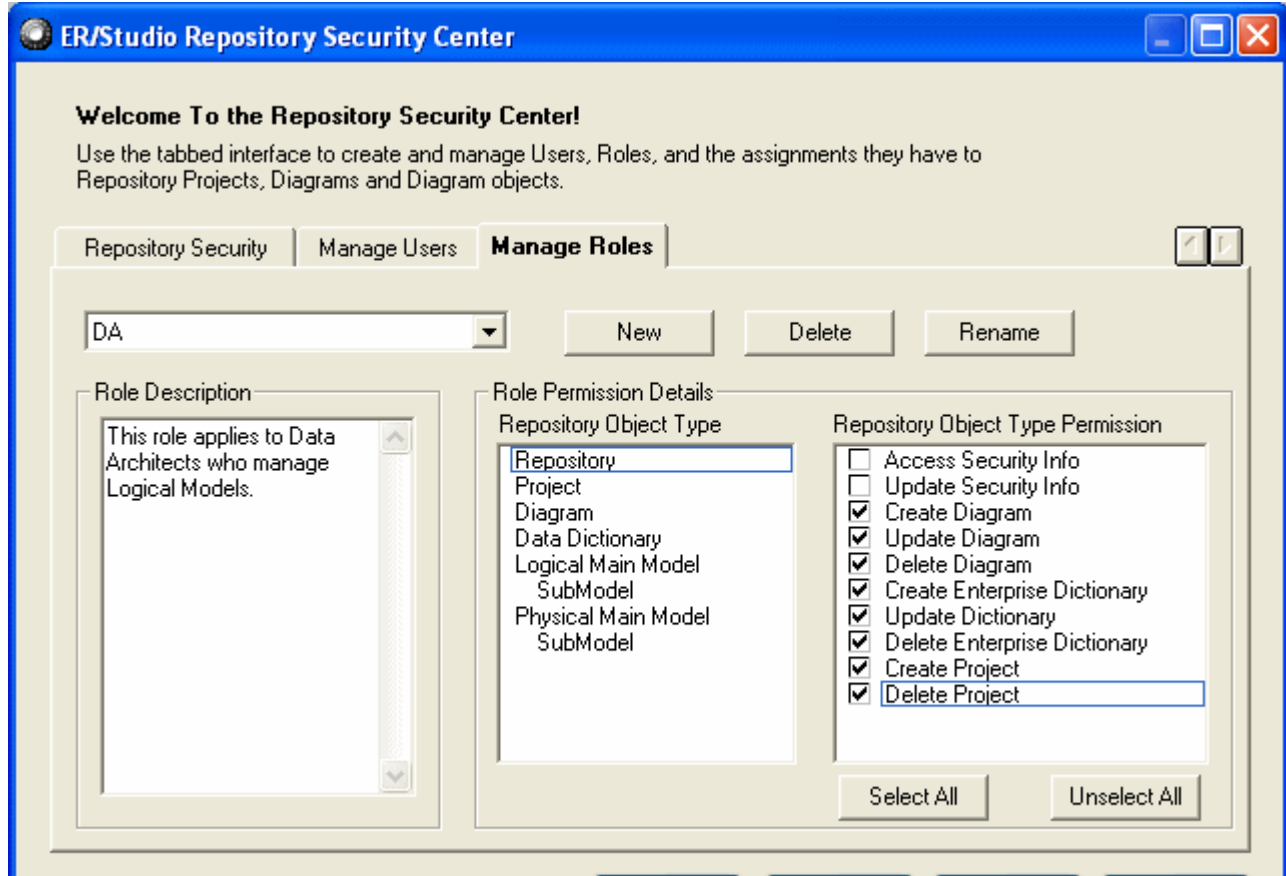 ER/Studio Repository Security Center
Welcome To the Repository Security Center!
Use the tabbed interface to create and manage Users, Roles, and the assignments they have to
Repository Projects, Diagrams and Diagram objects.
Repository Security
Manage Users
Manage Roles
DA
New
Delete
Rename
Role Description
This role applies to Data
Architects who manage
Logical Models.
Role Permission Details
Repository Object Type
Repository
Project
Diagram
Data Dictionary
Logical Main Model
SubModel
Physical Main Model
SubModel
Repository Object Type Permission
Access Security Info
Update Security Info
Create Diagram
Update Diagram
Delete Diagram
Create Enterprise Dictionary
Update Dictionary
Delete Enterprise Dictionary
Create Project
Delete Project
Select All
Unselect All